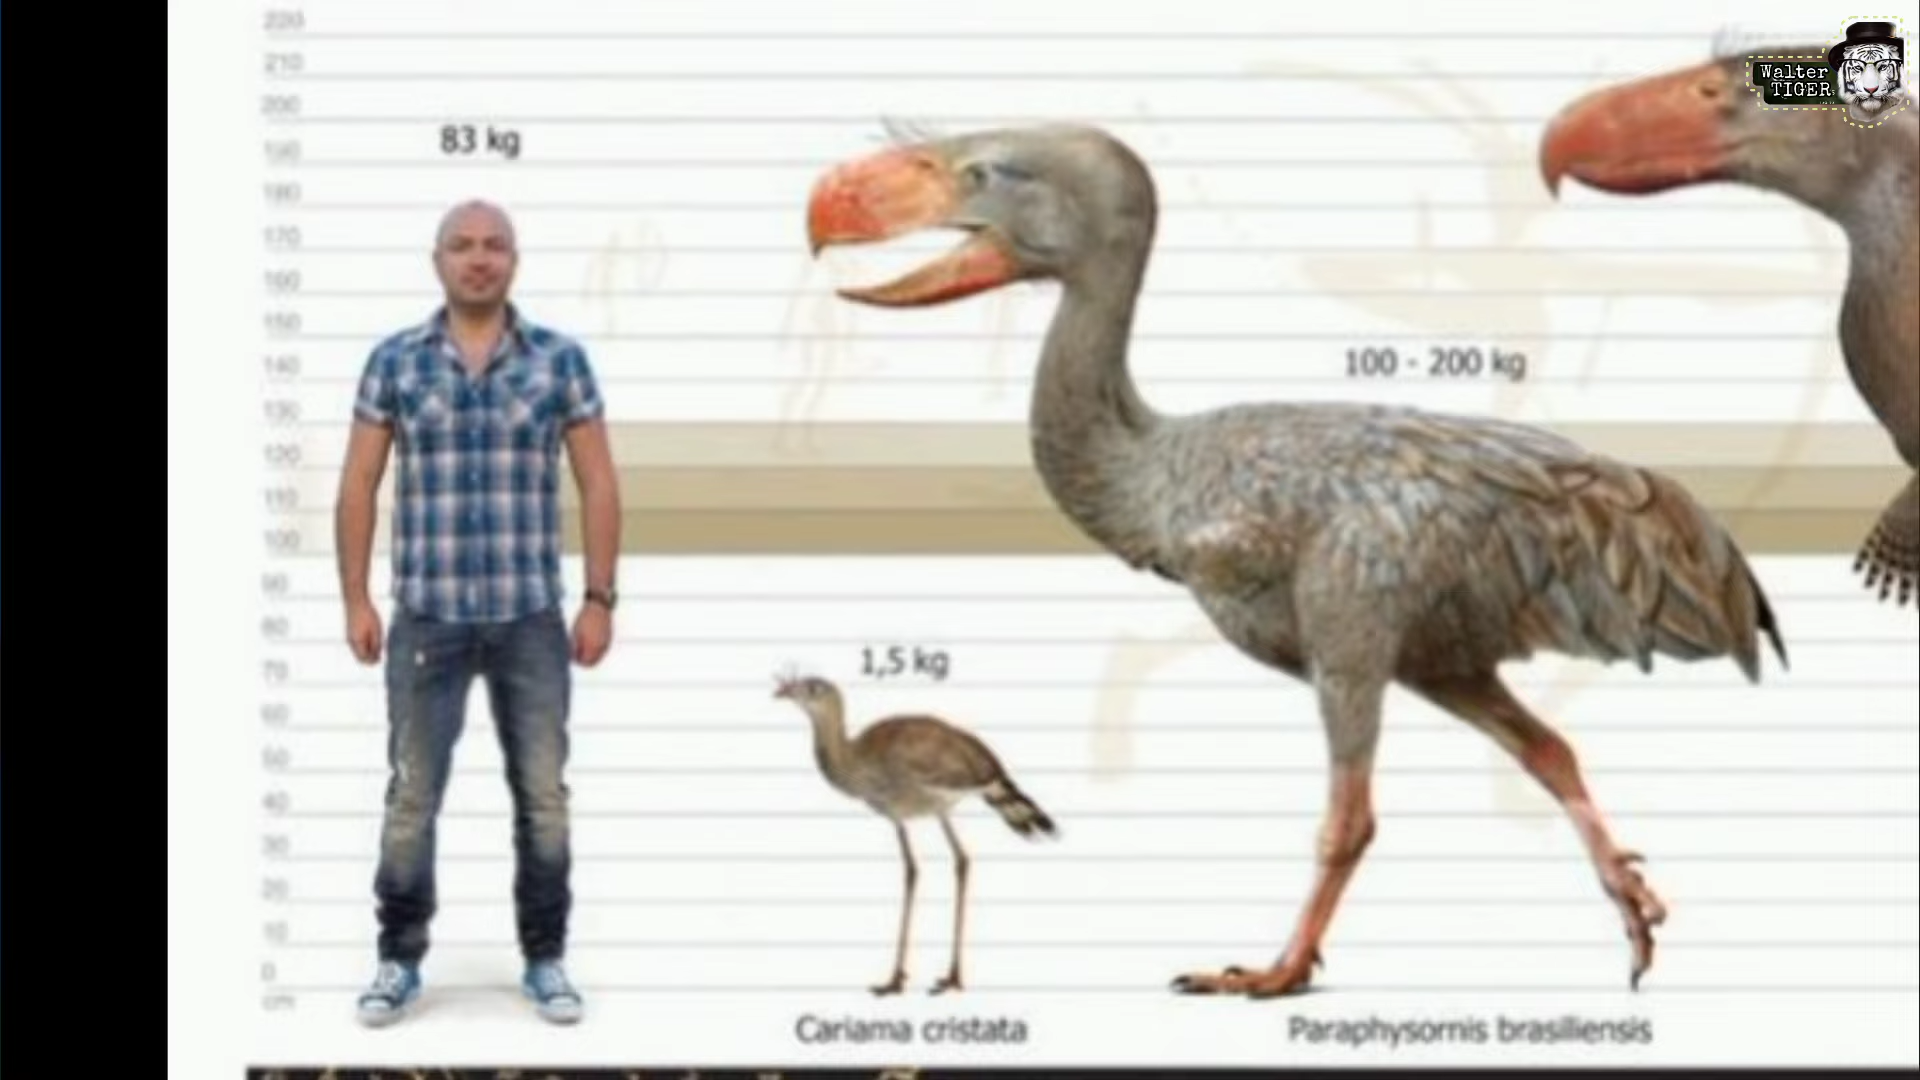 220
210
200
190
180
170
160
150
140
130
120
110
100
90
80
70
60
50
40
30
20
10
0
cm
83 kg
1,5 kg
100 - 200 kg
Cariama cristata
Paraphysornis brasiliensis
Walter
TIGER